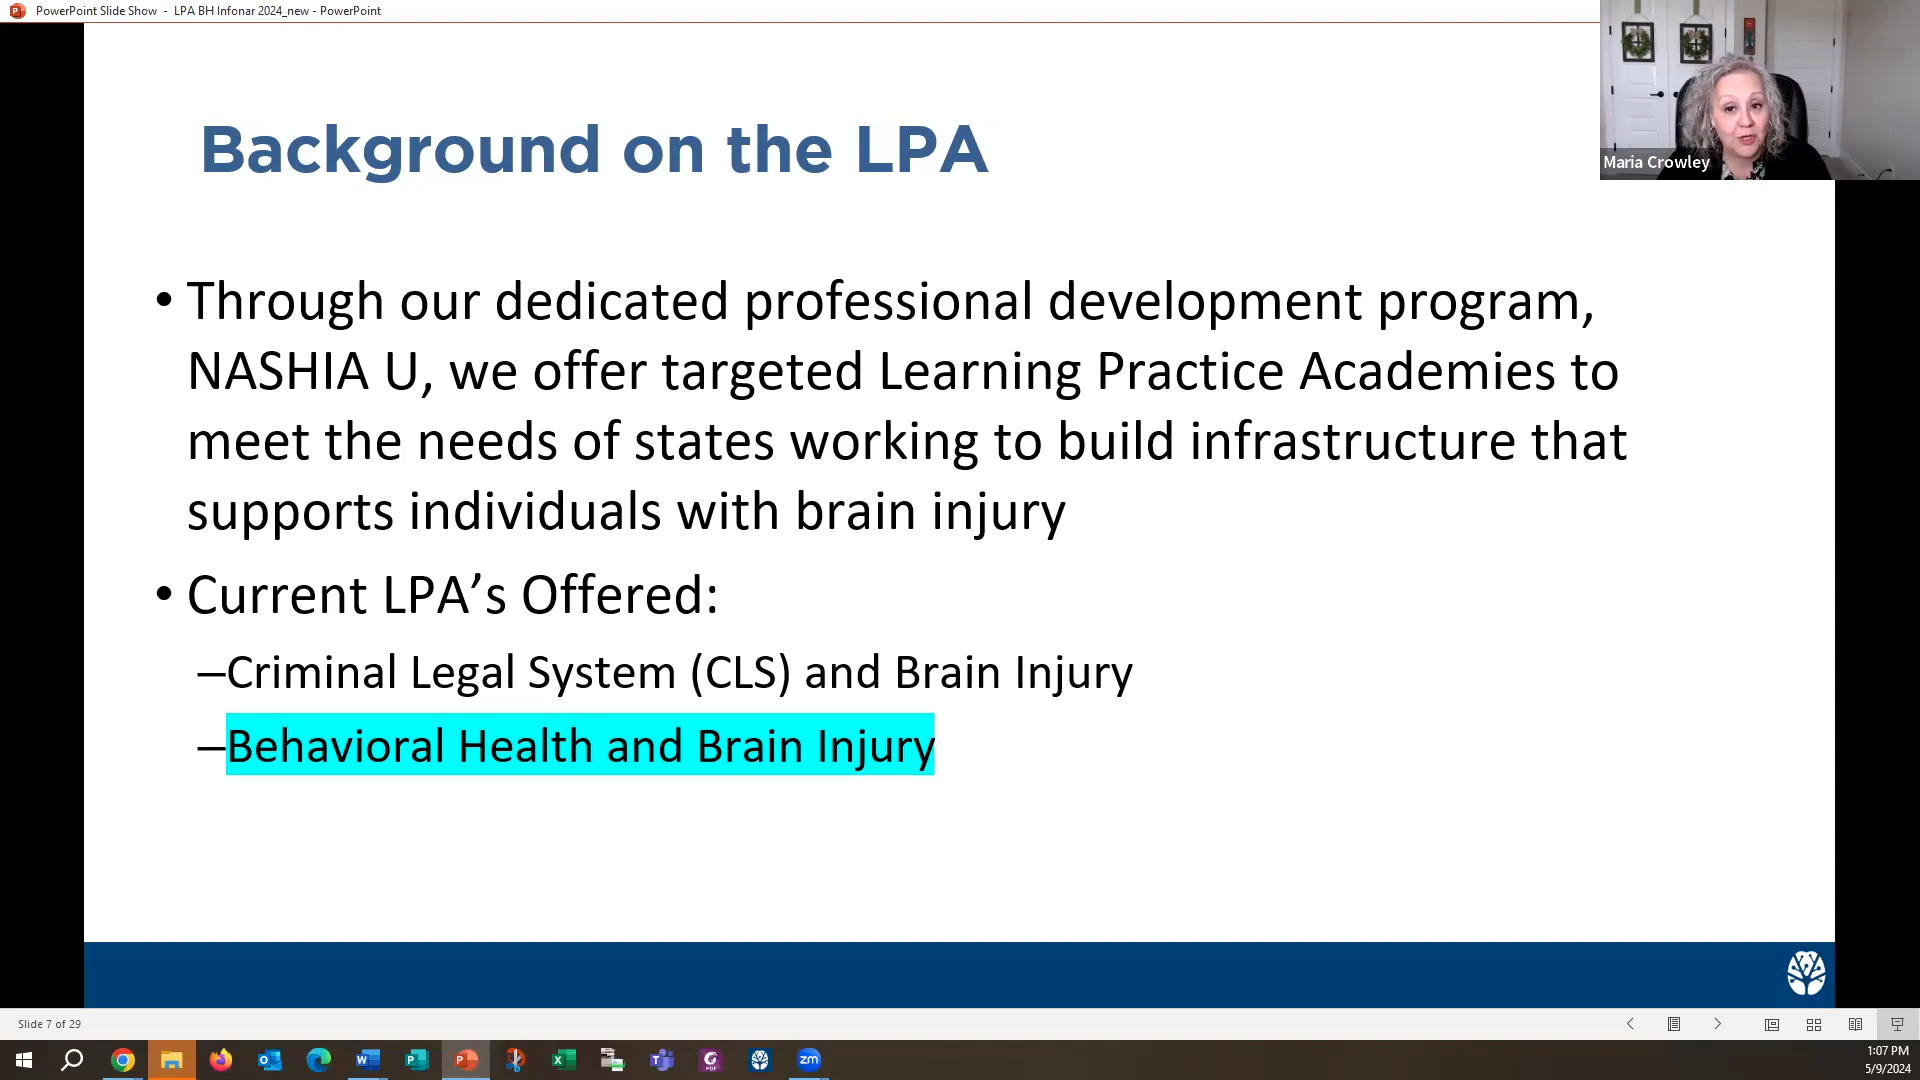 PowerPoint Slide Show - LPA BH Infonar 2024_new - PowerPoint
Maria Crowley
Background on the LPA
• Through our dedicated professional development program,
NASHIA U, we offer targeted Learning Practice Academies to
meet the needs of states working to build infrastructure that
supports individuals with brain injury
• Current LPA’s Offered:
–Criminal Legal System (CLS) and Brain Injury
–Behavioral Health and Brain Injury
Slide 7 of 29
zm
1:07 PM
5/9/2024